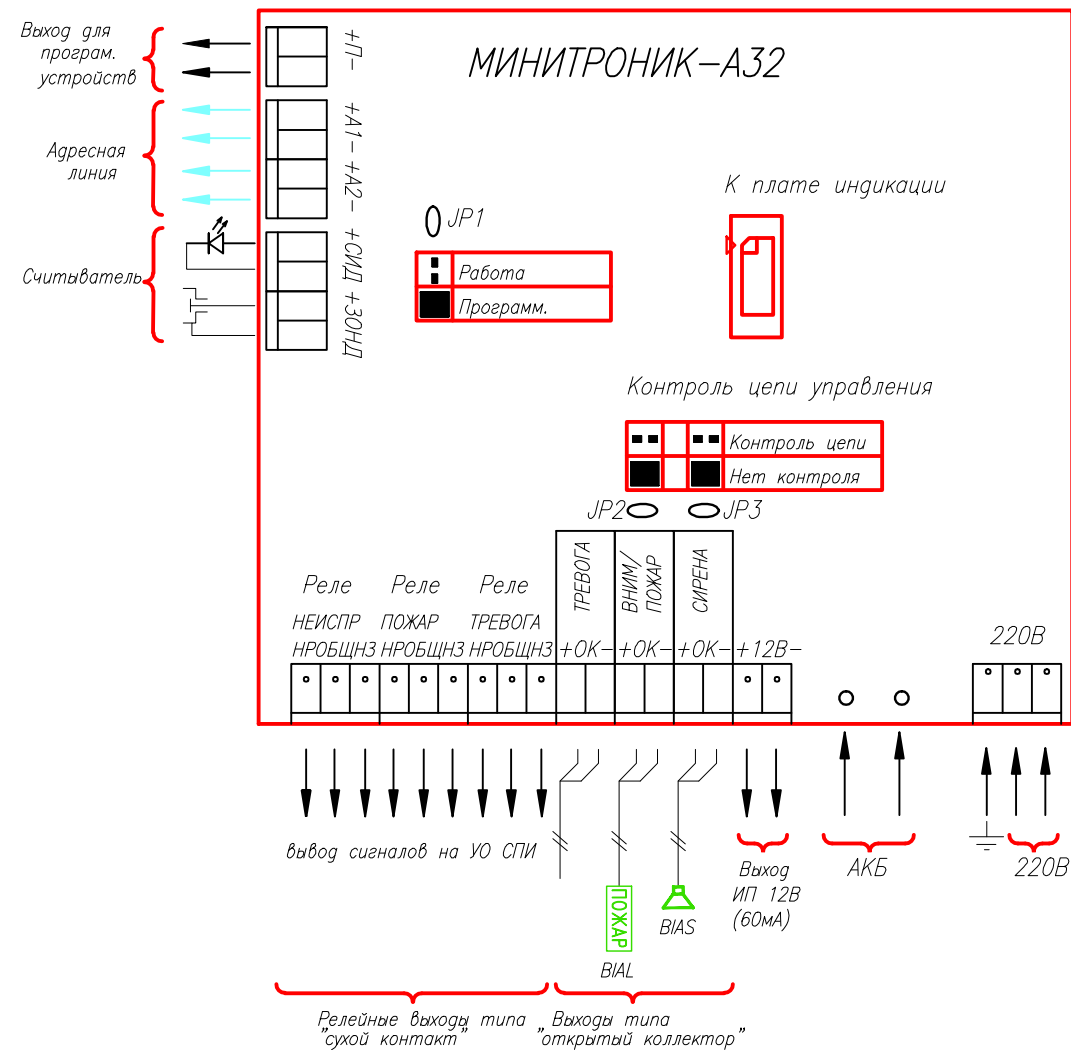 МИНИТРОНИК-А32
Выход для
програм.
устройств
+П-
Адресная
линия
+А1-+А2-
Считыватель
+СИД +ЗОНД
JP1
Работа
Программ.
К плате индикации
Контроль цепи управления
Контроль цепи
Нет контроля
JP2
JP3
ТРЕВОГА
ВНИМ/
ПОЖАР
СИРЕНА
Реле
НЕИСПР
НРОБЩНЗ
Реле
ПОЖАР
НРОБЩНЗ
Реле
ТРЕВОГА
НРОБЩНЗ
+ОК-
+ОК-
+ОК-
+12В-
220В
вывод сигналов на УО СПИ
ПОЖАР
BIAL
BIAS
Выход
ИП 12В
(60мА)
АКБ
220В
Релейные выходы типа
"сухой контакт"
Выходы типа
"открытый коллектор"